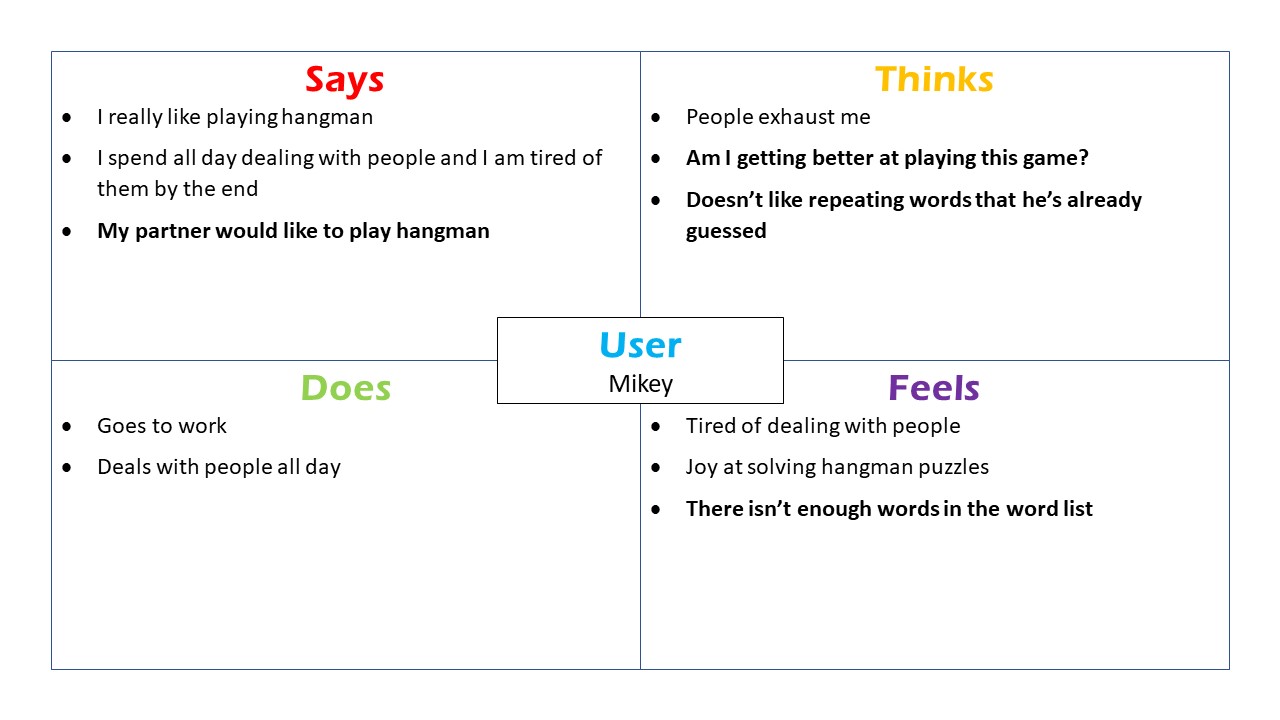 Says
• I really like playing hangman
• I spend all day dealing with people and I am tired of
them by the end
• My partner would like to play hangman
Thinks
• People exhaust me
• Am I getting better at playing this game?
• Doesn’t like repeating words that he’s already
guessed
User
Mikey
Does
• Goes to work
• Deals with people all day
Feels
• Tired of dealing with people
• Joy at solving hangman puzzles
• There isn’t enough words in the word list